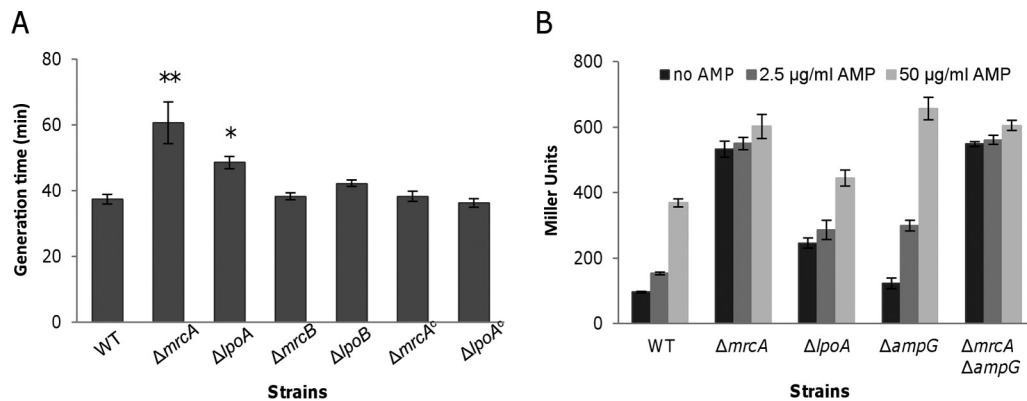 A
Generation time (min)
80
60
40
20
0
**
*
WT
ΔmrcA
ΔlpoA
ΔmrcB
ΔlpoB
ΔmrcAᶜ
ΔlpoAᶜ
Strains
B
Miller Units
800
600
400
200
0
no AMP 2.5 µg/ml AMP 50 µg/ml AMP
WT
ΔmrcA
ΔlpoA
ΔampG
ΔmrcA
ΔampG
Strains